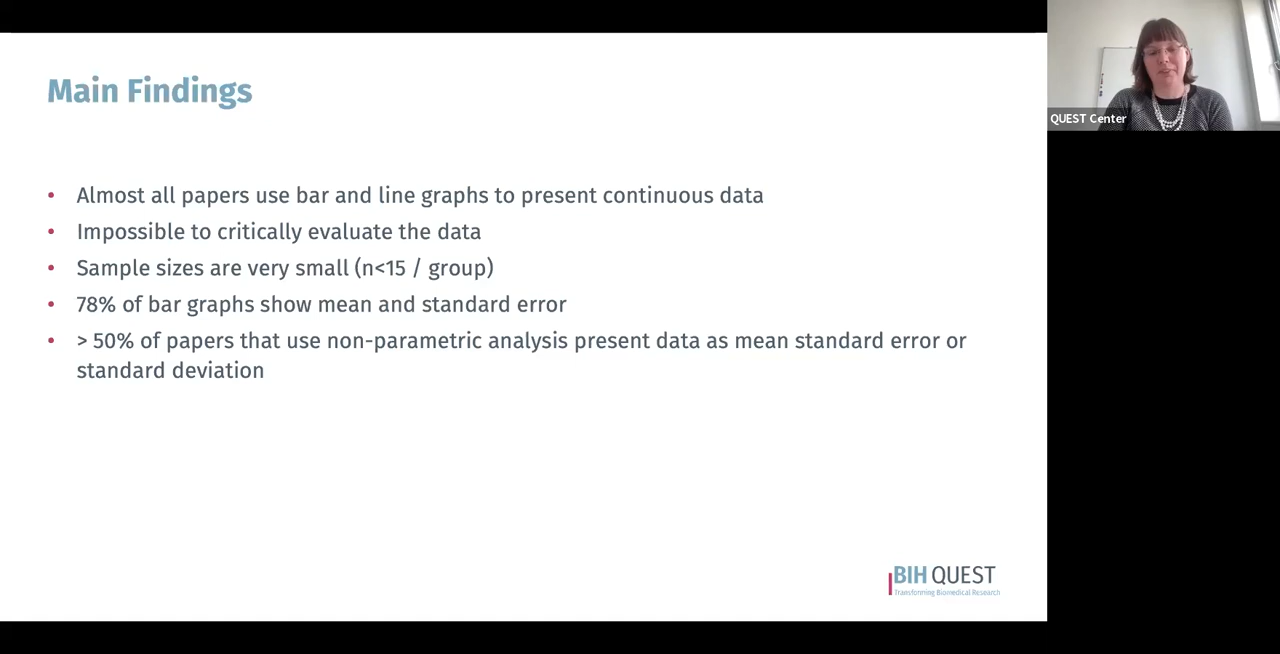 Main Findings
• Almost all papers use bar and line graphs to present continuous data
• Impossible to critically evaluate the data
• Sample sizes are very small (n<15 / group)
• 78% of bar graphs show mean and standard error
• > 50% of papers that use non-parametric analysis present data as mean standard error or
standard deviation
BIH QUEST
Transforming Biomedical Research
QUEST Center